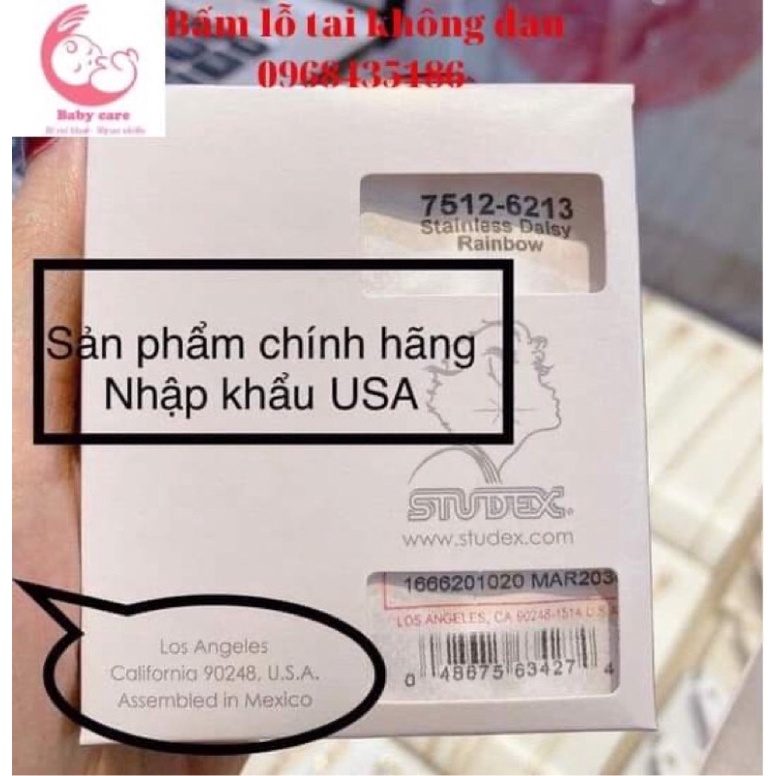 Bấm lỗ tai không đau
0968435186
Baby care
7512-6213
Stainless Daisy
Rainbow
Sản phẩm chính hãng
Nhập khẩu USA
STUDEX.
www.studex.com
1666201020 MAR203
LOS ANGELES, CA 90248-1514 U.S.A
0 48675 63427 4
Los Angeles
California 90248, U.S.A.
Assembled in Mexico